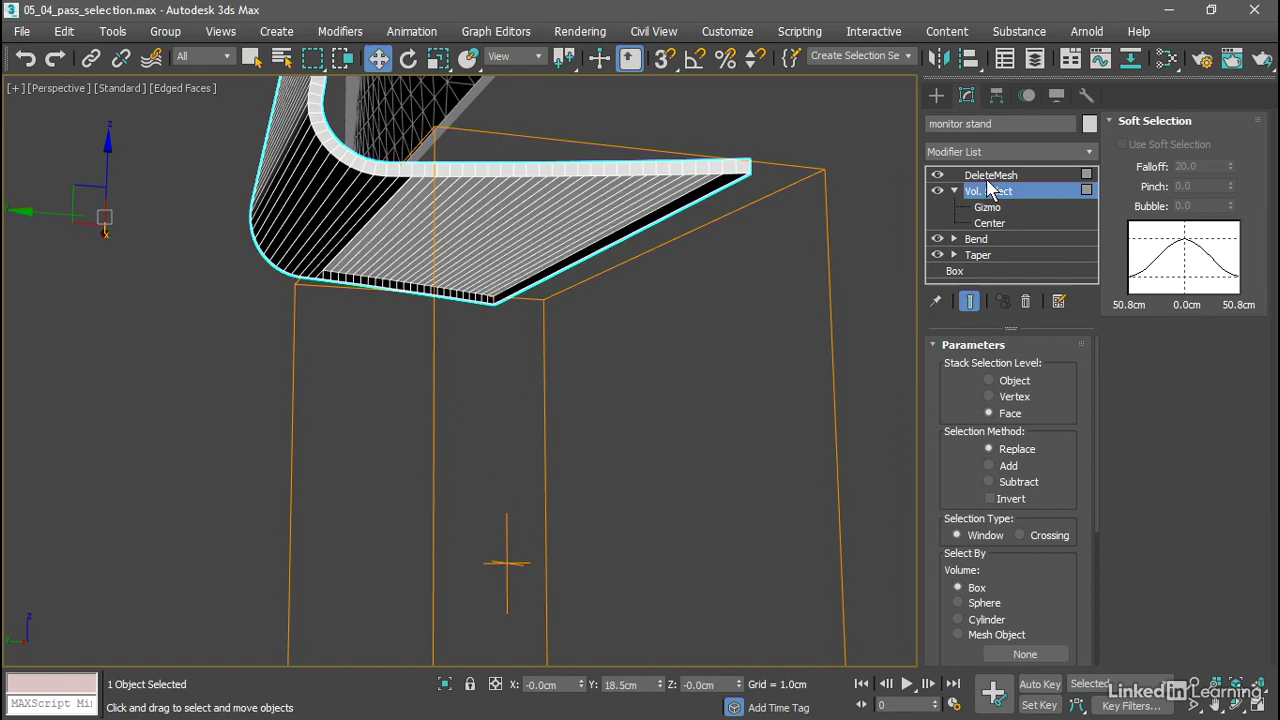 05_04_pass_selection.max - Autodesk 3ds Max
File Edit Tools Group Views Create Modifiers Animation Graph Editors Rendering Civil View Customize Scripting Interactive Content Substance Arnold Help
All View Create Selection Se
[+] [Perspective] [Standard] [Edged Faces]
monitor stand
Modifier List
DeleteMesh
Gizmo
Center
Bend
Taper
Box
Soft Selection
Use Soft Selection
Falloff: 20.0
Pinch: 0.0
Bubble: 0.0
50.8cm 0.0cm 50.8cm
Parameters
Stack Selection Level:
Object
Vertex
Face
Selection Method:
Replace
Add
Subtract
Invert
Selection Type:
Window Crossing
Select By
Volume:
Box
Sphere
Cylinder
Mesh Object
None
z
y
x
z
y
1 Object Selected
X: -0.0cm Y: 18.5cm Z: -0.0cm Grid = 1.0cm
Auto Key Selected
MAXScript Mi
Click and drag to select and move objects
Add Time Tag
0
Set Key Key Filters...
LinkedIn Learning